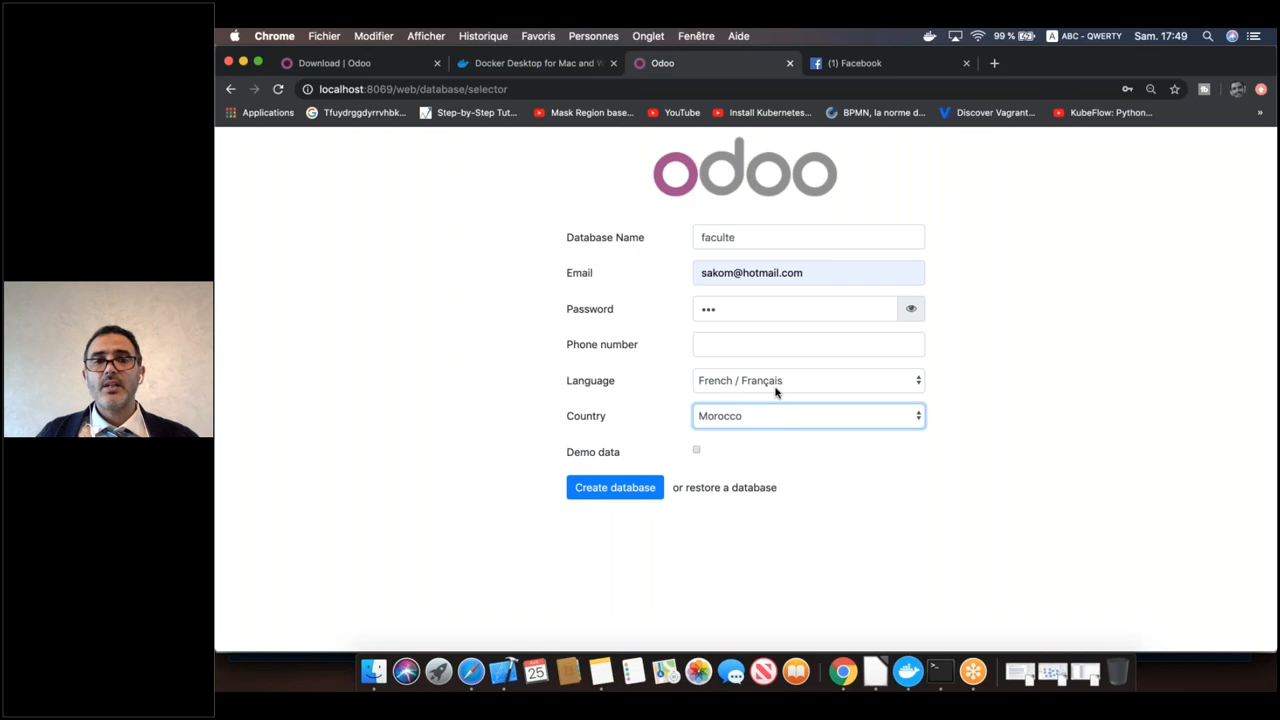 Chrome Fichier Modifier Afficher Historique Favoris Personnes Onglet Fenêtre Aide 99 % A ABC - QWERTY Sam. 17:49
Download | Odoo Docker Desktop for Mac and W Odoo (1) Facebook
localhost:8069/web/database/selector
Applications Tfuydrggdyrrvhbk... Step-by-Step Tut... Mask Region base... YouTube Install Kubernetes... BPMN, la norme d... Discover Vagrant... KubeFlow: Python... »
odoo
Database Name faculte
Email sakom@hotmail.com
Password •••
Phone number
Language French / Français
Country Morocco
Demo data
Create database or restore a database
25